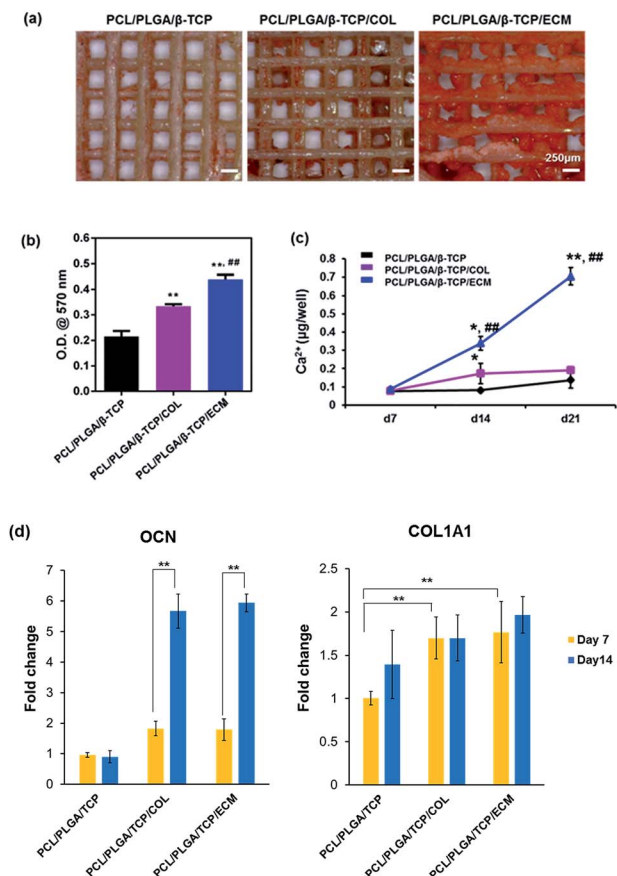 (a)
PCL/PLGA/β-TCP
PCL/PLGA/β-TCP/COL
PCL/PLGA/β-TCP/ECM
250μm
(b)
O.D. @ 570 nm
0.6
0.5
0.4
0.3
0.2
0.1
0.0
**
**, ##
PCL/PLGA/β-TCP
PCL/PLGA/β-TCP/COL
PCL/PLGA/β-TCP/ECM
(c)
PCL/PLGA/β-TCP
PCL/PLGA/β-TCP/COL
PCL/PLGA/β-TCP/ECM
Ca²⁺ (μg/well)
0.8
0.7
0.6
0.5
0.4
0.3
0.2
0.1
0
*, ##
*
**, ##
d7
d14
d21
(d)
OCN
Fold change
7
6
5
4
3
2
1
0
**
**
PCL/PLGA/TCP
PCL/PLGA/TCP/COL
PCL/PLGA/TCP/ECM
COL1A1
Fold change
2.5
2
1.5
1
0.5
0
**
**
PCL/PLGA/TCP
PCL/PLGA/TCP/COL
PCL/PLGA/TCP/ECM
Day 7
Day14